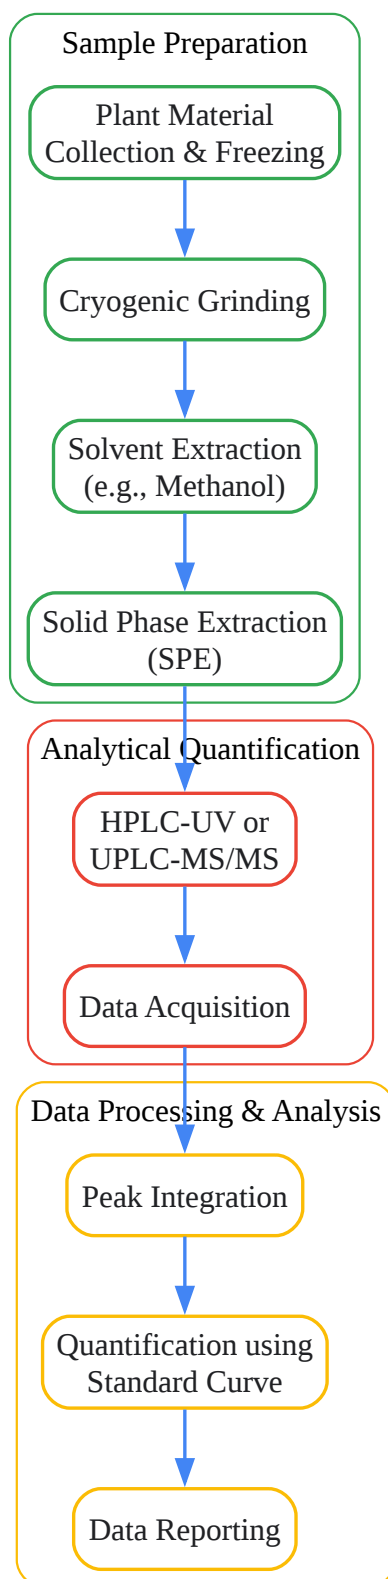 Sample Preparation
Plant Material
Collection & Freezing
Cryogenic Grinding
Solvent Extraction
(e.g., Methanol)
Solid Phase Extraction
(SPE)
Analytical Quantification
HPLC-UV or
UPLC-MS/MS
Data Acquisition
Data Processing & Analysis
Peak Integration
Quantification using
Standard Curve
Data Reporting